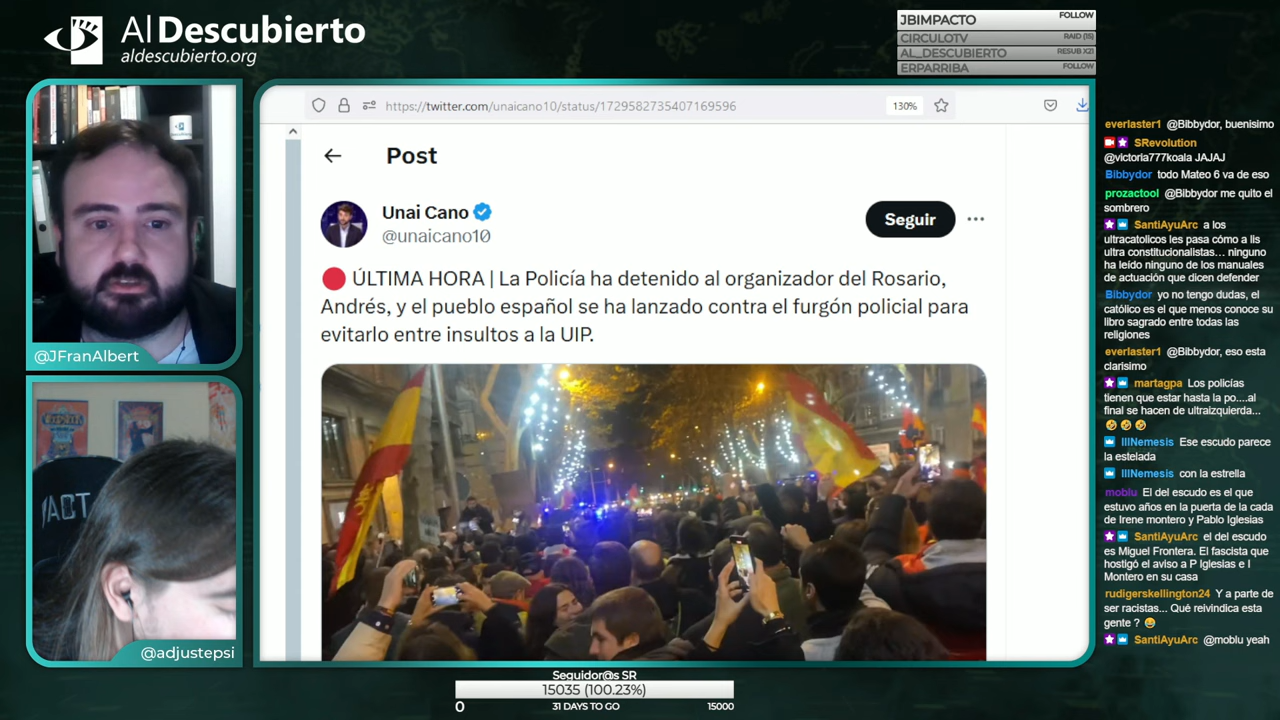 Al Descubierto
aldescubierto.org
JBIMPACTO FOLLOW
CIRCULOTV RAID (15)
AL_DESCUBIERTO RESUB X21
ERPARRIBA FOLLOW
@JFranAlbert
@adjustepsi
https://twitter.com/unaicano10/status/1729582735407169596
130%
Post
Unai Cano
@unaicano10
Seguir
ÚLTIMA HORA | La Policía ha detenido al organizador del Rosario,
Andrés, y el pueblo español se ha lanzado contra el furgón policial para
evitarlo entre insultos a la UIP.
everlaster1 @Bibbydor, buenisimo
SRevolution
@victoria777koala JAJAJ
Bibbydor todo Mateo 6 va de eso
prozactool @Bibbydor me quito el
sombrero
SantiAyuArc a los
ultracatolicos les pasa cómo a lis
ultra constitucionalistas… ninguno
ha leído ninguno de los manuales
de actuación que dicen defender
Bibbydor yo no tengo dudas, el
católico es el que menos conoce su
libro sagrado entre todas las
religiones
everlaster1 @Bibbydor, eso esta
clarisimo
martagpa Los policías
tienen que estar hasta la po....al
final se hacen de ultraizquierda...
IllNemesis Ese escudo parece
la estelada
IllNemesis con la estrella
mobiu El del escudo es el que
estuvo años en la puerta de la cada
de Irene montero y Pablo Iglesias
SantiAyuArc el del escudo
es Miguel Frontera. El fascista que
hostigó el aviso a P Iglesias e I
Montero en su casa
rudigerskellington24 Y a parte de
ser racistas... Qué reivindica esta
gente ?
SantiAyuArc @mobiu yeah
Seguidor@s SR
15035 (100.23%)
0 31 DAYS TO GO 15000